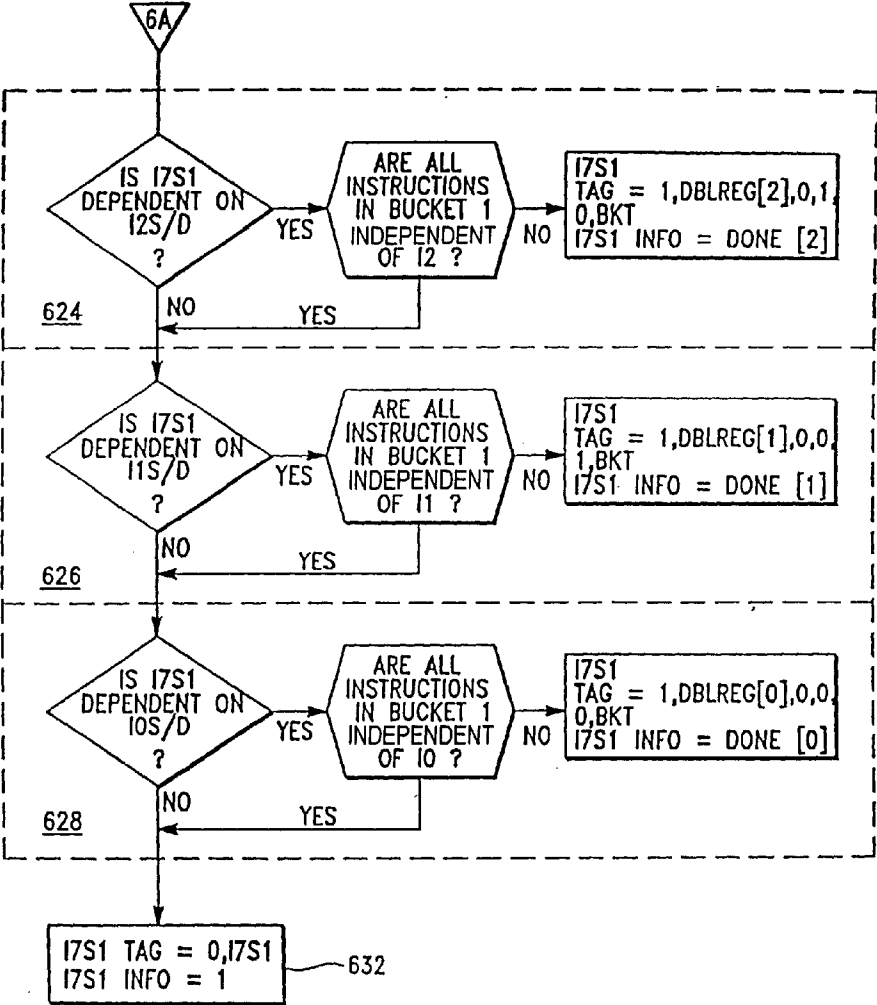 6A
IS I7S1
DEPENDENT ON
I2S/D
?
YES
NO
ARE ALL
INSTRUCTIONS
IN BUCKET 1
INDEPENDENT
OF I2 ?
NO
YES
I7S1
TAG = 1,DBLREG[2],0,1,
0,BKT
I7S1 INFO = DONE [2]
624
IS I7S1
DEPENDENT ON
I1S/D
?
YES
NO
ARE ALL
INSTRUCTIONS
IN BUCKET 1
INDEPENDENT
OF I1 ?
NO
YES
I7S1
TAG = 1,DBLREG[1],0,0,
1,BKT
I7S1 INFO = DONE [1]
626
IS I7S1
DEPENDENT ON
I0S/D
?
YES
NO
ARE ALL
INSTRUCTIONS
IN BUCKET 1
INDEPENDENT
OF I0 ?
NO
YES
I7S1
TAG = 1,DBLREG[0],0,0,
0,BKT
I7S1 INFO = DONE [0]
628
I7S1 TAG = 0,I7S1
I7S1 INFO = 1
632